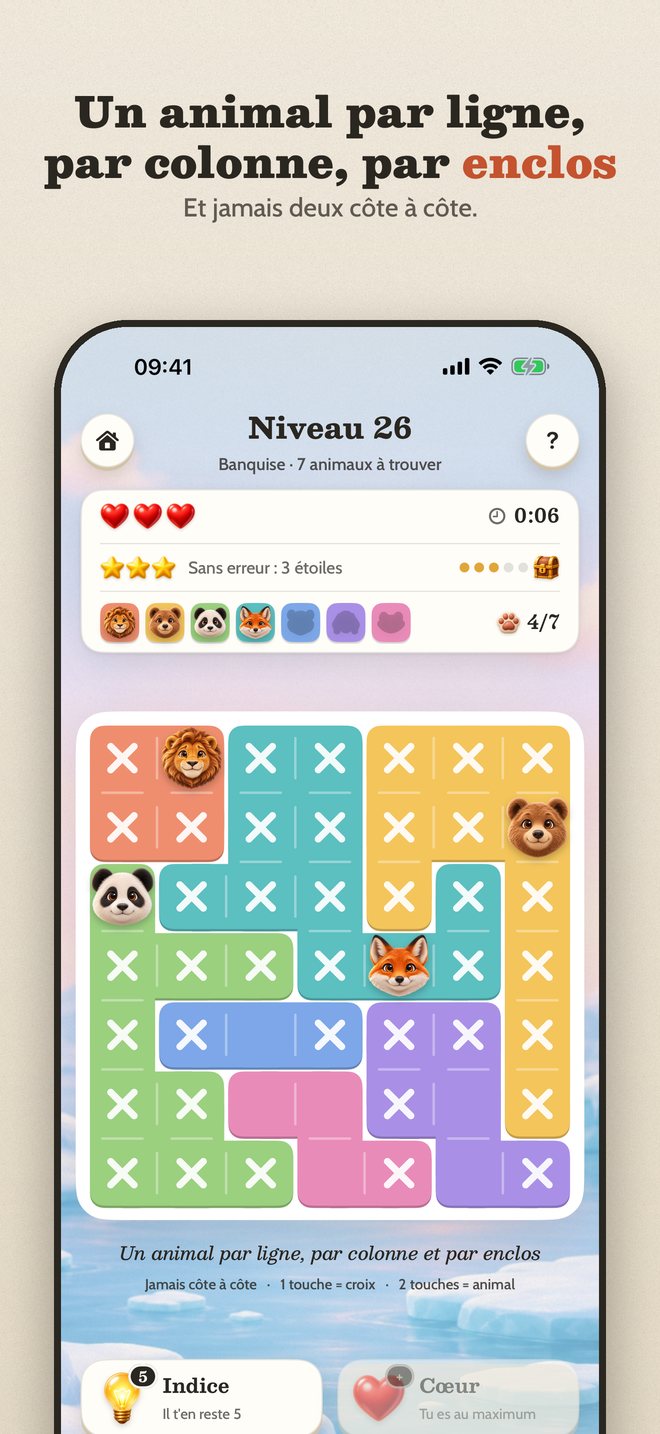 Un animal par ligne,
par colonne, par enclos
Et jamais deux côte à côte.
09:41
Niveau 26
?
Banquise · 7 animaux à trouver
0:06
Sans erreur : 3 étoiles
4/7
Un animal par ligne, par colonne et par enclos
Jamais côte à côte · 1 touche = croix · 2 touches = animal
5
Indice
Il t'en reste 5
+
Cœur
Tu es au maximum